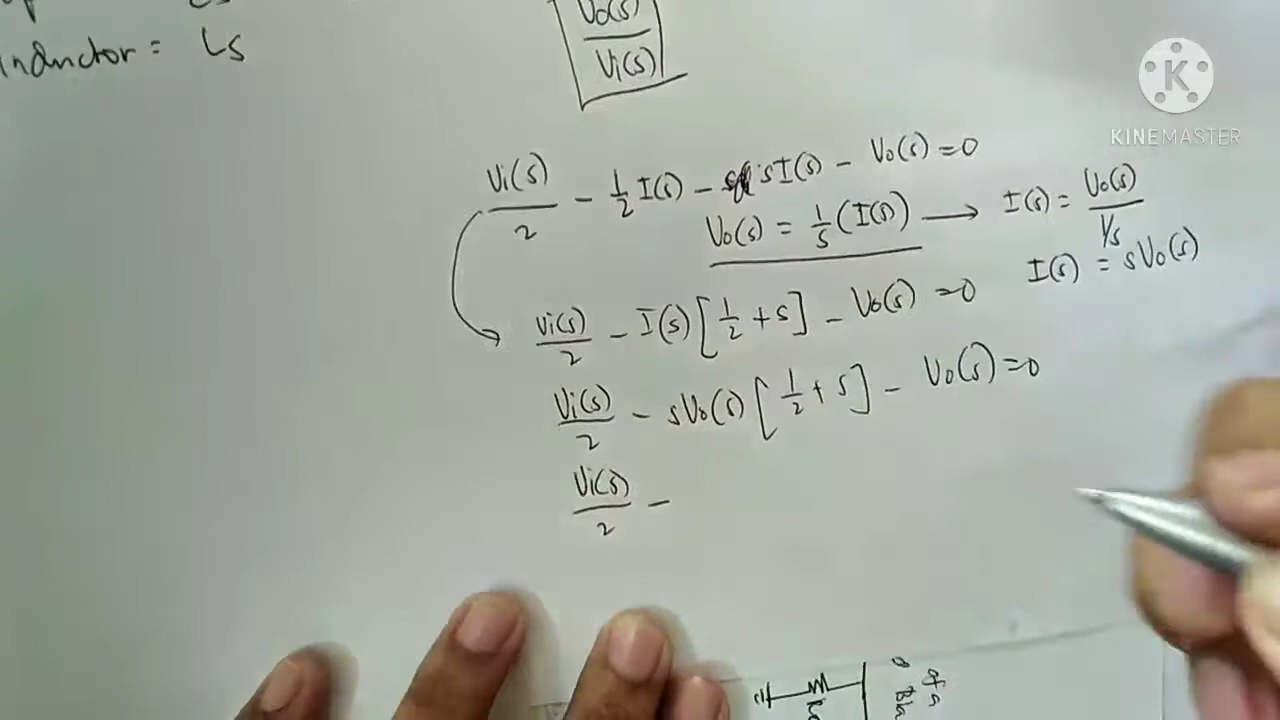 Inductor = Ls
Vo(s)
Vi(s)
K
KINEMASTER
Vi(s)/2 - 1/2 I(s) - sI(s) - Vo(s) = 0
Vo(s) = 1/s (I(s)) → I(s) = Vo(s)/1/s
I(s) = sVo(s)
Vi(s)/2 - I(s)[1/2 + s] - Vo(s) = 0
Vi(s)/2 - sVo(s)[1/2 + s] - Vo(s) = 0
Vi(s)/2 -
of a